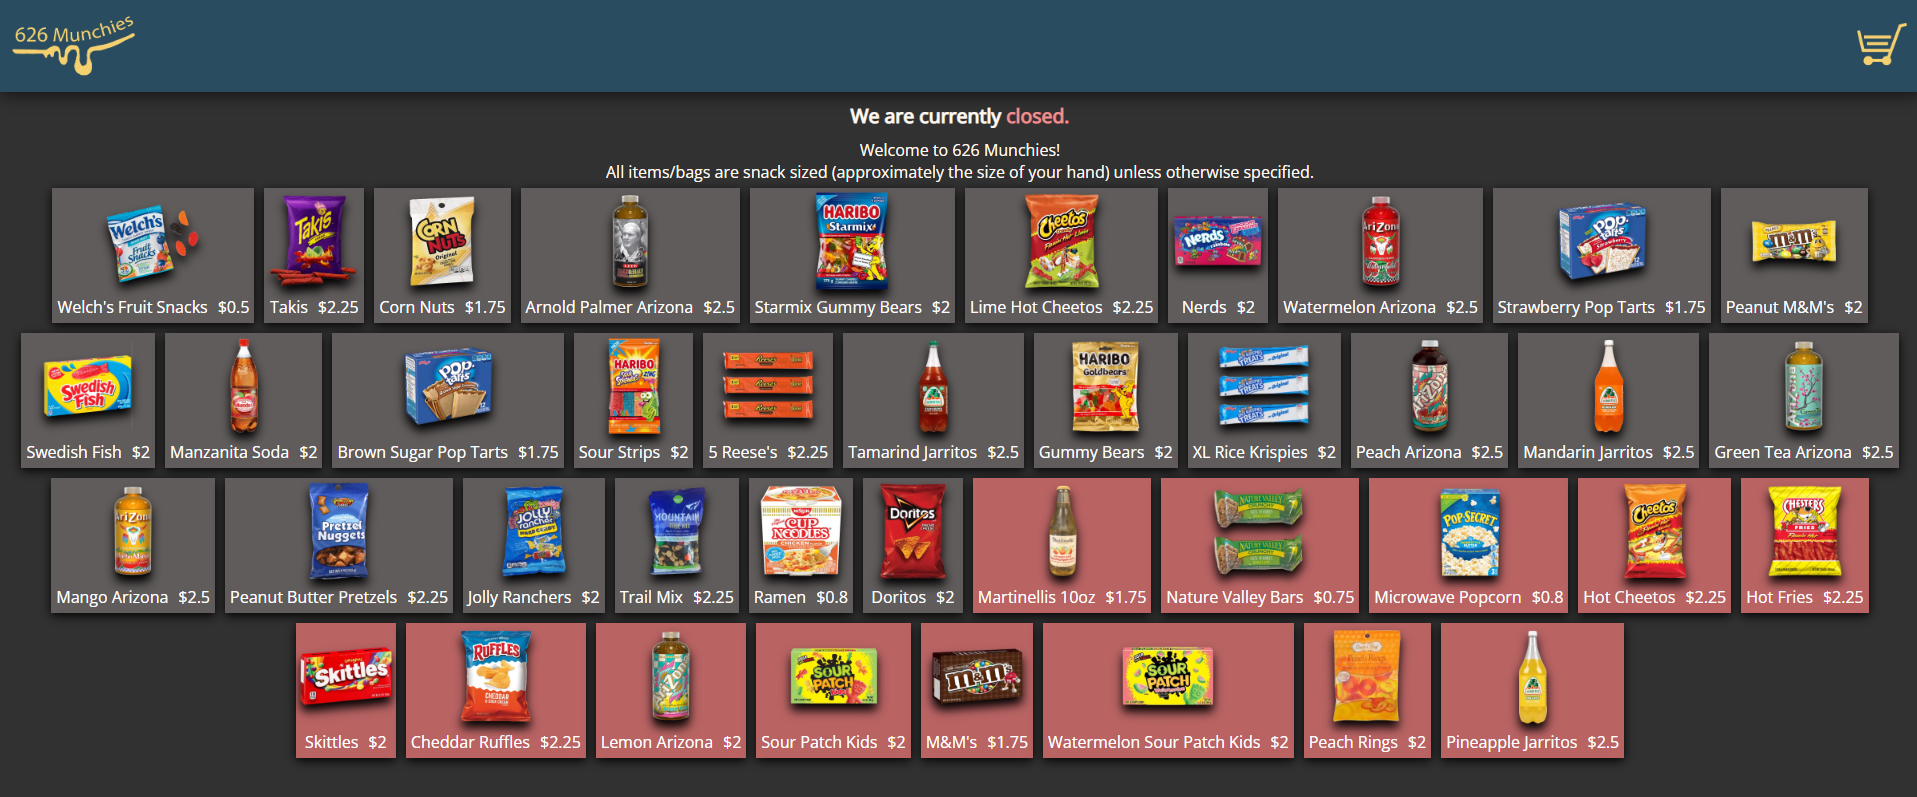 626 Munchies
We are currently closed.
Welcome to 626 Munchies!
All items/bags are snack sized (approximately the size of your hand) unless otherwise specified.
Welch's Fruit Snacks $0.5
Takis $2.25
Corn Nuts $1.75
Arnold Palmer Arizona $2.5
Starmix Gummy Bears $2
Lime Hot Cheetos $2.25
Nerds $2
Watermelon Arizona $2.5
Strawberry Pop Tarts $1.75
Peanut M&M's $2
Swedish Fish $2
Manzanita Soda $2
Brown Sugar Pop Tarts $1.75
Sour Strips $2
5 Reese's $2.25
Tamarind Jarritos $2.5
Gummy Bears $2
XL Rice Krispies $2
Peach Arizona $2.5
Mandarin Jarritos $2.5
Green Tea Arizona $2.5
Mango Arizona $2.5
Peanut Butter Pretzels $2.25
Jolly Ranchers $2
Trail Mix $2.25
Ramen $0.8
Doritos $2
Martinellis 10oz $1.75
Nature Valley Bars $0.75
Microwave Popcorn $0.8
Hot Cheetos $2.25
Hot Fries $2.25
Skittles $2
Cheddar Ruffles $2.25
Lemon Arizona $2
Sour Patch Kids $2
M&M's $1.75
Watermelon Sour Patch Kids $2
Peach Rings $2
Pineapple Jarritos $2.5